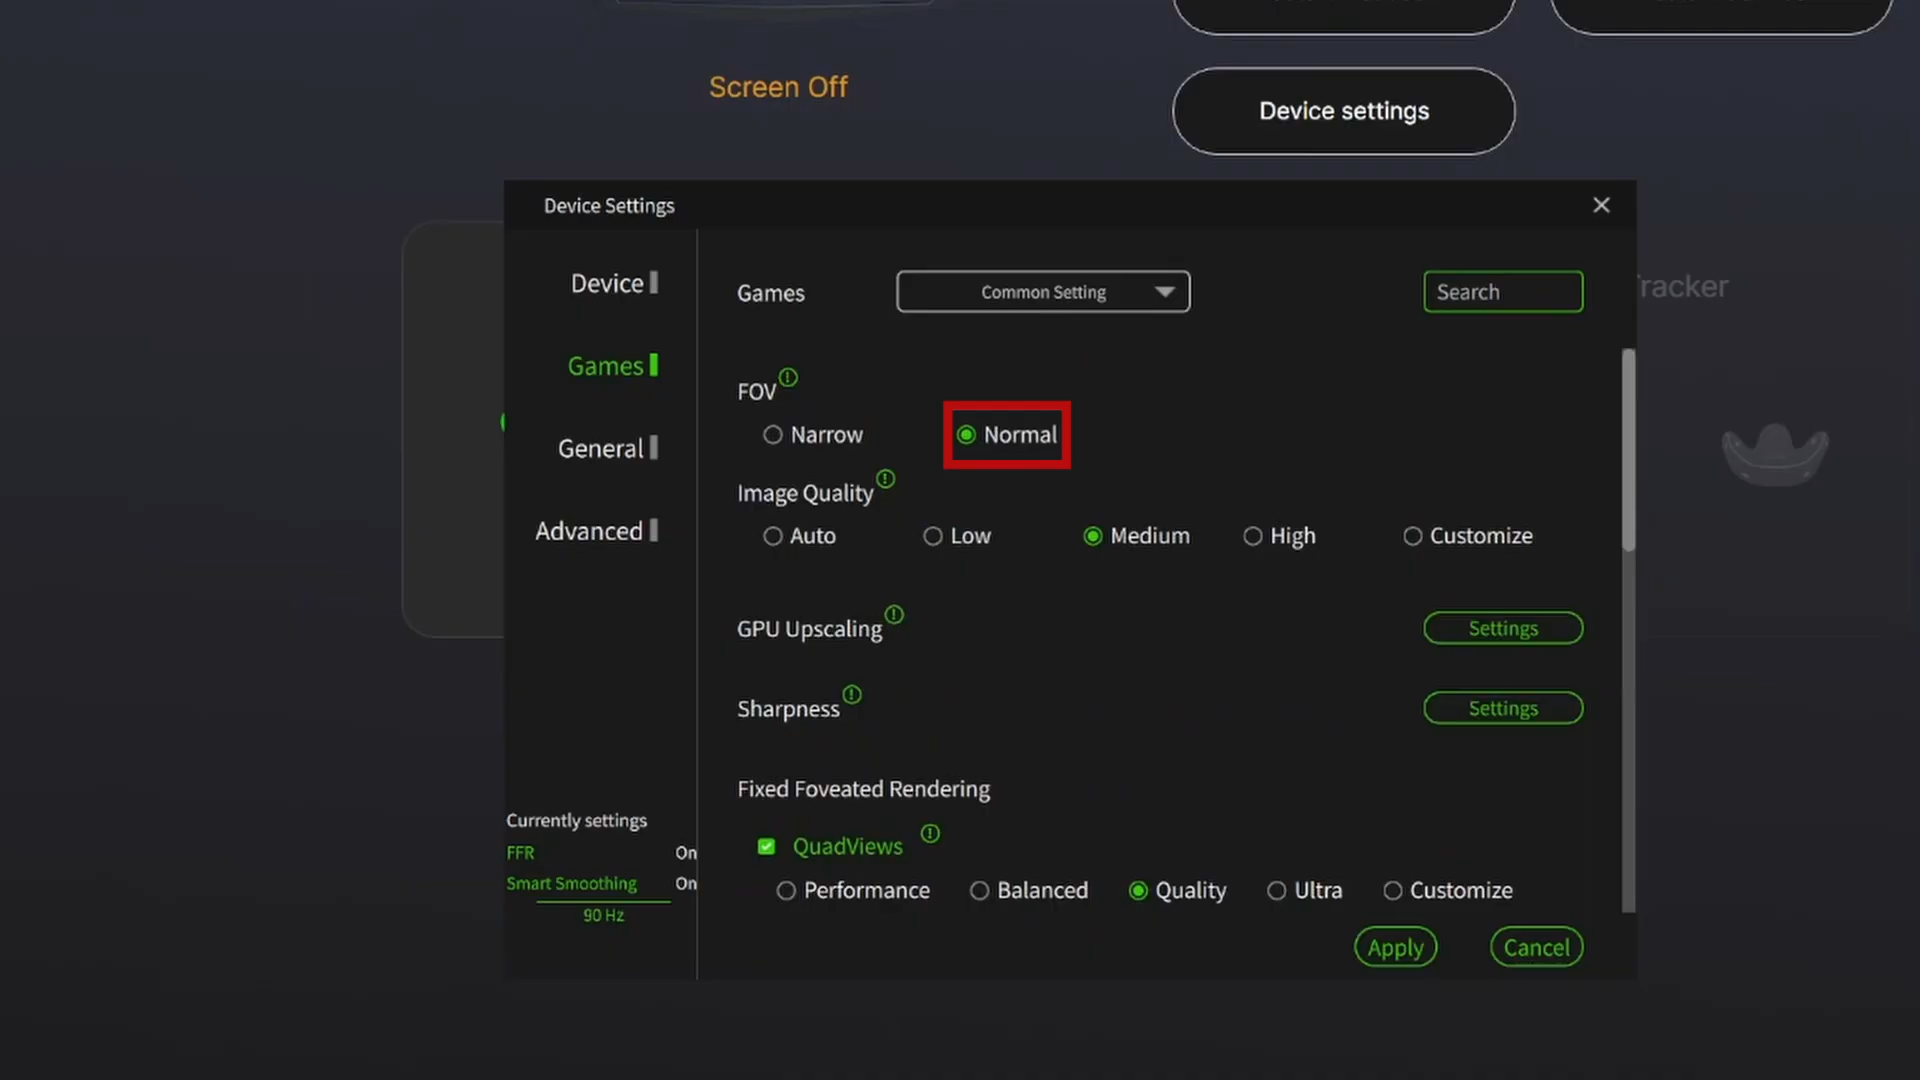 Screen Off
Device settings
Device Settings
Device
Games
General
Advanced
Currently settings
FFR On
Smart Smoothing On
90 Hz
Games Common Setting Search
FOV
Narrow Normal
Image Quality
Auto Low Medium High Customize
GPU Upscaling Settings
Sharpness Settings
Fixed Foveated Rendering
QuadViews
Performance Balanced Quality Ultra Customize
Apply Cancel
Tracker